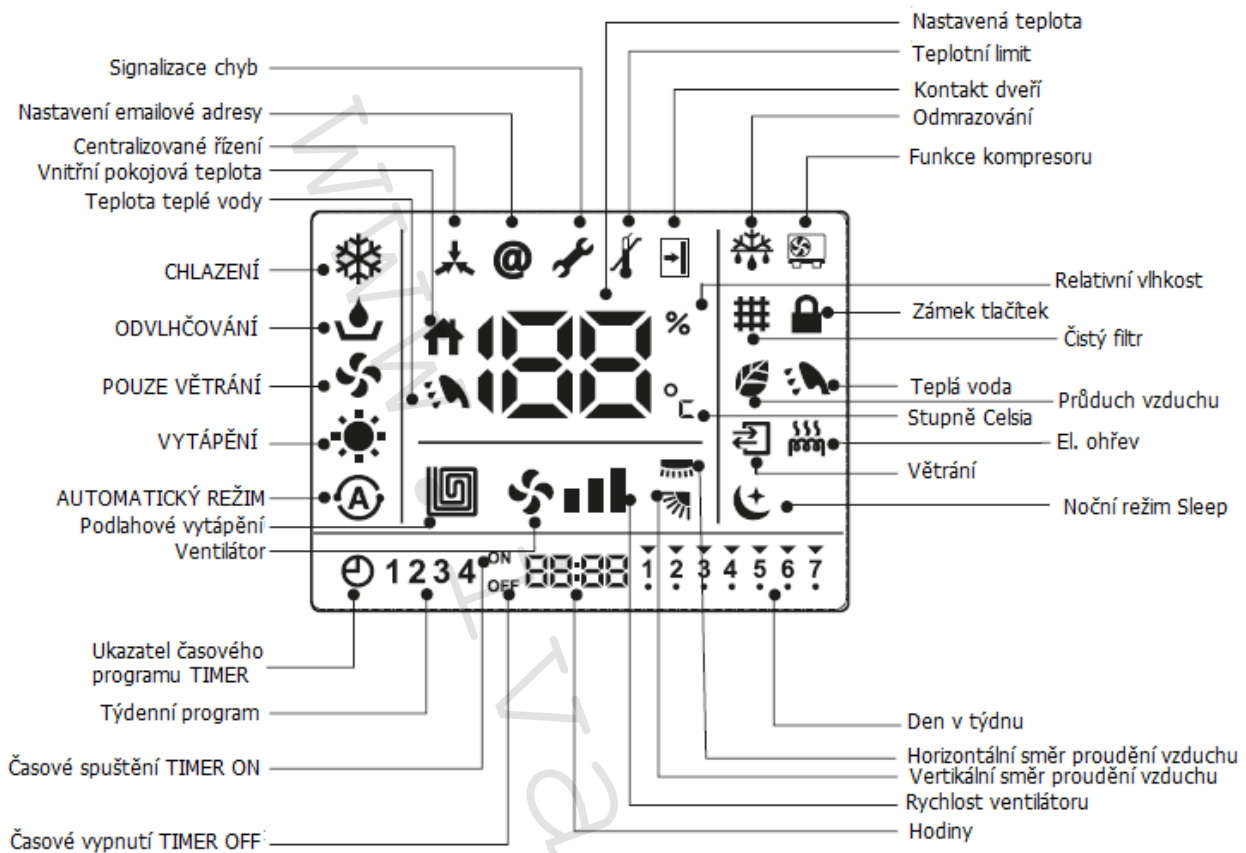 Nastavená teplota
Teplotní limit
Signalizace chyb
Kontakt dveří
Nastavení emailové adresy
Odmrazování
Centralizované řízení
Funkce kompresoru
Vnitřní pokojová teplota
Teplota teplé vody
@
CHLAZENÍ
Relativní vlhkost
ODVLHČOVÁNÍ
188
%
Zámek tlačítek
Čistý filtr
POUZE VĚTRÁNÍ
Teplá voda
°C
Průduch vzduchu
Stupně Celsia
VYTÁPĚNÍ
El. ohřev
Větrání
AUTOMATICKÝ REŽIM
A
Noční režim Sleep
Podlahové vytápění
Ventilátor
1 2 3 4 ON OFF 88:88 1 2 3 4 5 6 7
Ukazatel časového
programu TIMER
Týdenní program
Den v týdnu
Časové spuštění TIMER ON
Horizontální směr proudění vzduchu
Vertikální směr proudění vzduchu
Rychlost ventilátoru
Časové vypnutí TIMER OFF
Hodiny